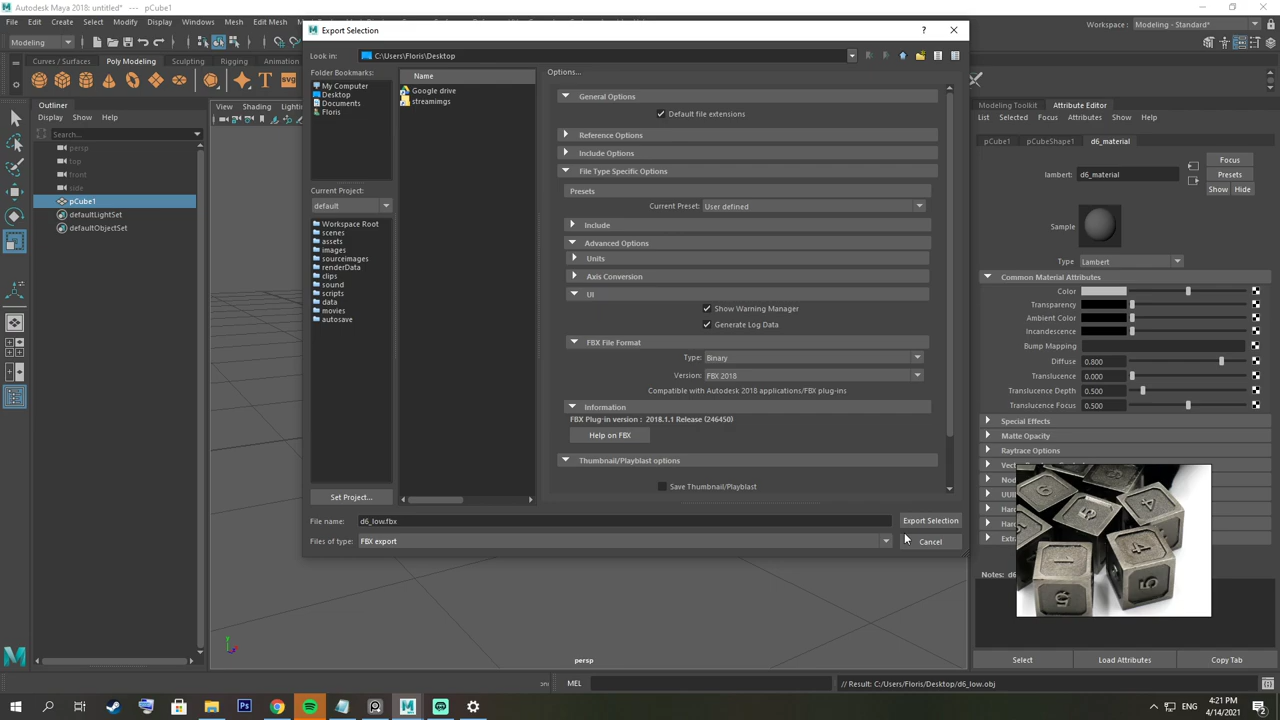 Autodesk Maya 2018: untitled* - pCube1
File Edit Create Select Modify Display Windows Mesh Edit Mesh
Workspace : Modeling - Standard*
Export Selection
Modeling
Look in: C:\Users\Floris\Desktop
Curves / Surfaces Poly Modeling Sculpting Rigging Animation
Folder Bookmarks:
Name
Options...
My Computer
Desktop
Documents
Floris
Google drive
streamimgs
General Options
Default file extensions
Reference Options
Include Options
File Type Specific Options
Presets
Current Preset: User defined
Include
Advanced Options
Units
Axis Conversion
UI
Show Warning Manager
Generate Log Data
FBX File Format
Type: Binary
Version: FBX 2018
Compatible with Autodesk 2018 applications/FBX plug-ins
Information
FBX Plug-in version : 2018.1.1 Release (246450)
Help on FBX
Thumbnail/Playblast options
Save Thumbnail/Playblast
Current Project:
default
Workspace Root
scenes
assets
images
sourceimages
renderData
clips
sound
scripts
data
movies
autosave
Set Project...
File name: d6_low.fbx
Export Selection
Files of type: FBX export
Cancel
Outliner
Display Show Help
Search...
persp
top
front
side
pCube1
defaultLightSet
defaultObjectSet
View Shading
persp
Modeling Toolkit Attribute Editor
List Selected Focus Attributes Show Help
pCube1 pCubeShape1 d6_material
lambert: d6_material
Focus
Presets
Show Hide
Sample
Type Lambert
Common Material Attributes
Color
Transparency
Ambient Color
Incandescence
Bump Mapping
Diffuse 0.800
Translucence 0.000
Translucence Depth 0.500
Translucence Focus 0.500
Special Effects
Matte Opacity
Raytrace Options
Select Load Attributes Copy Tab
MEL
// Result: C:/Users/Floris/Desktop/d6_low.obj
ENG
4:21 PM
4/14/2021